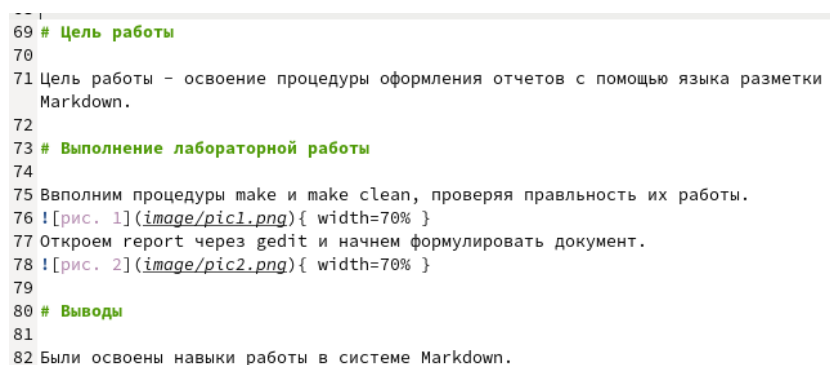 69 # Цель работы
70
71 Цель работы - освоение процедуры оформления отчетов с помощью языка разметки
Markdown.
72
73 # Выполнение лабораторной работы
74
75 Ввполним процедуры make и make clean, проверяя правльность их работы.
76 ![рис. 1](image/pic1.png){ width=70% }
77 Откроем report через gedit и начнем формулировать документ.
78 ![рис. 2](image/pic2.png){ width=70% }
79
80 # Выводы
81
82 Были освоены навыки работы в системе Markdown.